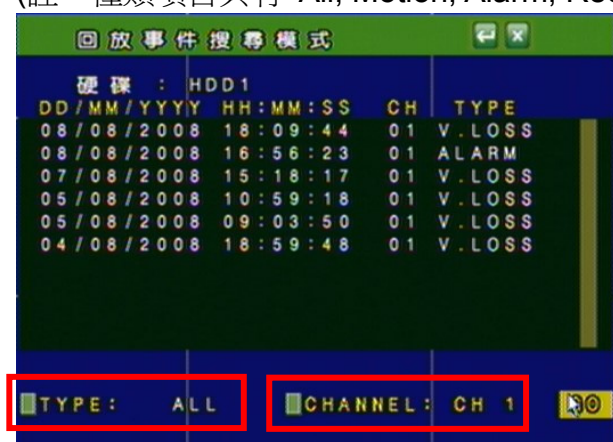 回放事件搜尋模式
硬碟 : HDD1
DD/MM/YYYY HH:MM:SS CH TYPE
08/08/2008 18:09:44 01 V.LOSS
08/08/2008 16:56:23 01 ALARM
07/08/2008 15:18:17 01 V.LOSS
05/08/2008 10:59:18 01 V.LOSS
05/08/2008 09:03:50 01 V.LOSS
04/08/2008 18:59:48 01 V.LOSS
TYPE: ALL CHANNEL: CH 1